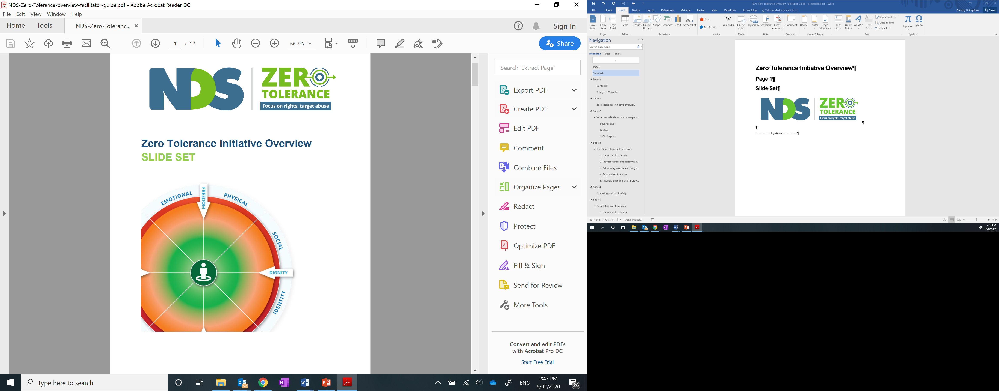 NDS-Zero-Tolerance-overview-facilitator-guide.pdf - Adobe Acrobat Reader DC
File Edit View Window Help
Home Tools NDS-Zero-Toleranc... × Sign In
1 / 12 66.7% Share
NDS
ZERO
TOLERANCE
Focus on rights, target abuse
Zero Tolerance Initiative Overview
SLIDE SET
EMOTIONAL
FREEDOM
PHYSICAL
SOCIAL
DIGNITY
IDENTITY
Search 'Extract Page'
Export PDF
Create PDF
Edit PDF
Comment
Combine Files
Organize Pages
Redact
Protect
Optimize PDF
Fill & Sign
Send for Review
More Tools
Convert and edit PDFs
with Acrobat Pro DC
Start Free Trial
Type here to search
ENG
2:47 PM
6/02/2020
26
NDS Zero Tolerance Overview Facilitator Guide - accessible.docx - Word
File Home Insert Design Layout References Mailings Review View Developer Accessibility Tell me what you want to do... Cassidy Livingstone Share
Cover Page Blank Page Page Break Table Pictures Online Pictures Shapes SmartArt Chart Screenshot Store My Add-ins Wikipedia Online Video Hyperlink Bookmark Cross-reference Comment Header Footer Page Number Text Box Quick Parts WordArt Drop Cap Signature Line Date & Time Object Equation Symbol
Pages Tables Illustrations Add-ins Media Links Comments Header & Footer Text Symbols
Navigation
Search document
Headings Pages Results
Page 1
Slide Set
Page 2
Contents
Things to Consider
Slide 1
Zero Tolerance Initiative overview
Slide 2
When we talk about abuse, neglect...
Beyond Blue:
Lifeline:
1800 Respect:
Slide 3
The Zero Tolerance Framework
1. Understanding Abuse
2. Practices and safeguards whic...
3. Addressing risk for specific gr...
4. Responding to abuse
5. Analysis, Learning and Improv...
Slide 4
'Speaking up about safety'
Slide 5
Zero Tolerance Resources
1. Understanding abuse
Zero·Tolerance·Initiative·Overview¶
Page·1¶
Slide·Set¶
NDS
ZERO
TOLERANCE
Focus on rights, target abuse
¶
¶
Page Break ¶
Page 1 of 8 693 words English (Australia) 100%
2:47 PM
6/02/2020